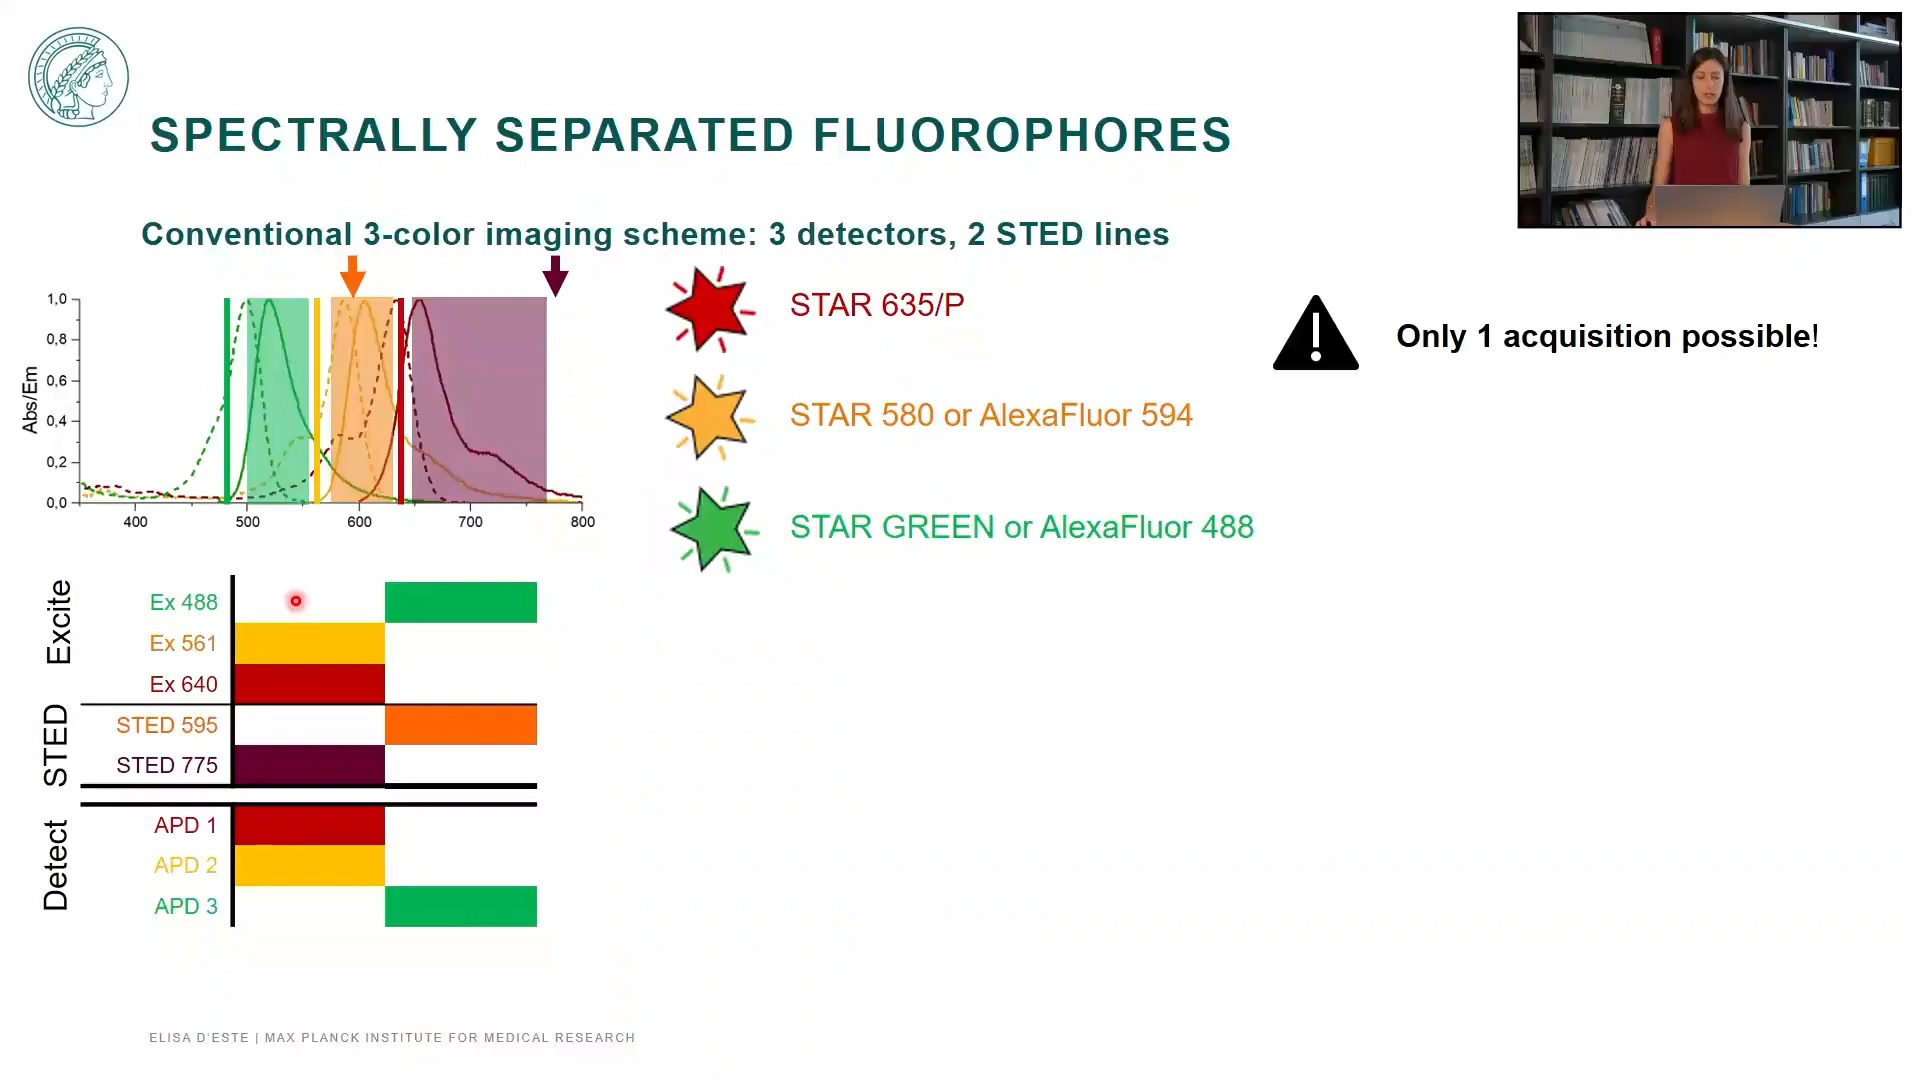 SPECTRALLY SEPARATED FLUOROPHORES
Conventional 3-color imaging scheme: 3 detectors, 2 STED lines
Abs/Em
1,0
0,8
0,6
0,4
0,2
0,0
400 500 600 700 800
STAR 635/P
STAR 580 or AlexaFluor 594
STAR GREEN or AlexaFluor 488
Only 1 acquisition possible!
Excite
Ex 488
Ex 561
Ex 640
STED
STED 595
STED 775
Detect
APD 1
APD 2
APD 3
ELISA D'ESTE | MAX PLANCK INSTITUTE FOR MEDICAL RESEARCH